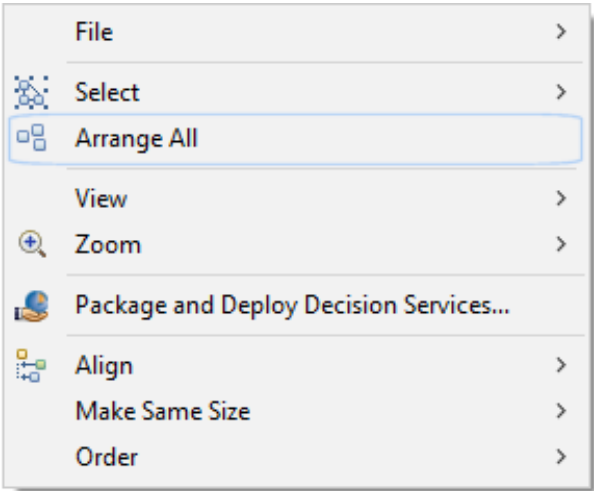 File
Select
Arrange All
View
Zoom
Package and Deploy Decision Services...
Align
Make Same Size
Order